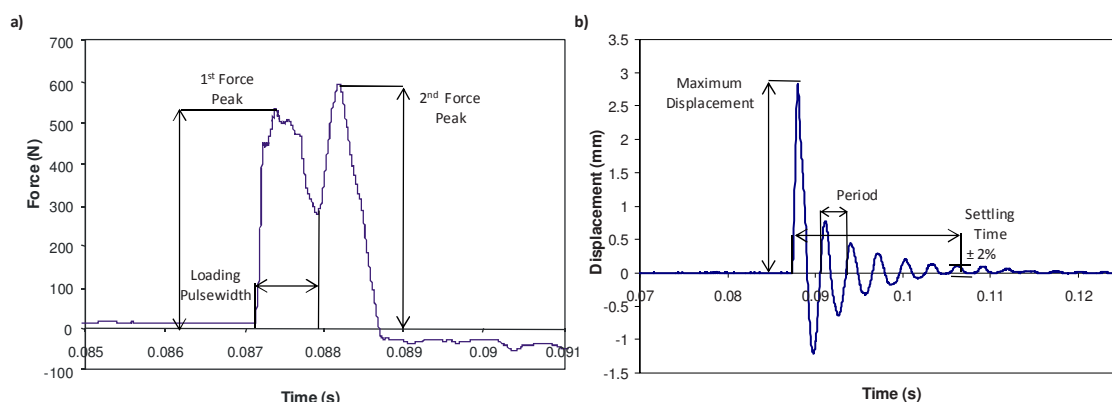 a)
700
600
500
400
300
200
100
0
-100
Force (N)
1st Force
Peak
2nd Force
Peak
Loading
Pulsewidth
0.085
0.086
0.087
0.088
0.089
0.09
0.091
Time (s)
b)
3.5
3
2.5
2
1.5
1
0.5
0
-0.5
-1
-1.5
Displacement (mm)
Maximum
Displacement
Period
Settling
Time
± 2%
0.07
0.08
0.09
0.1
0.11
0.12
Time (s)